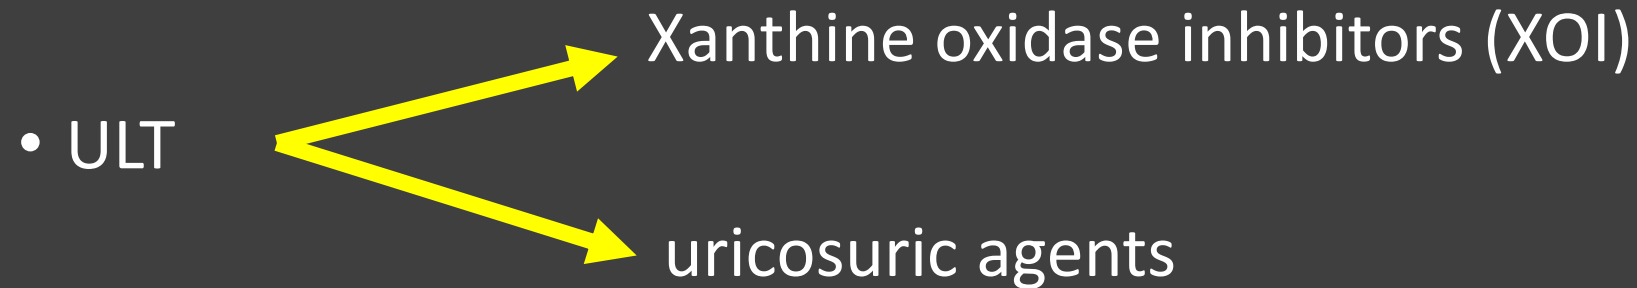 Xanthine oxidase inhibitors (XOI)
• ULT
uricosuric agents